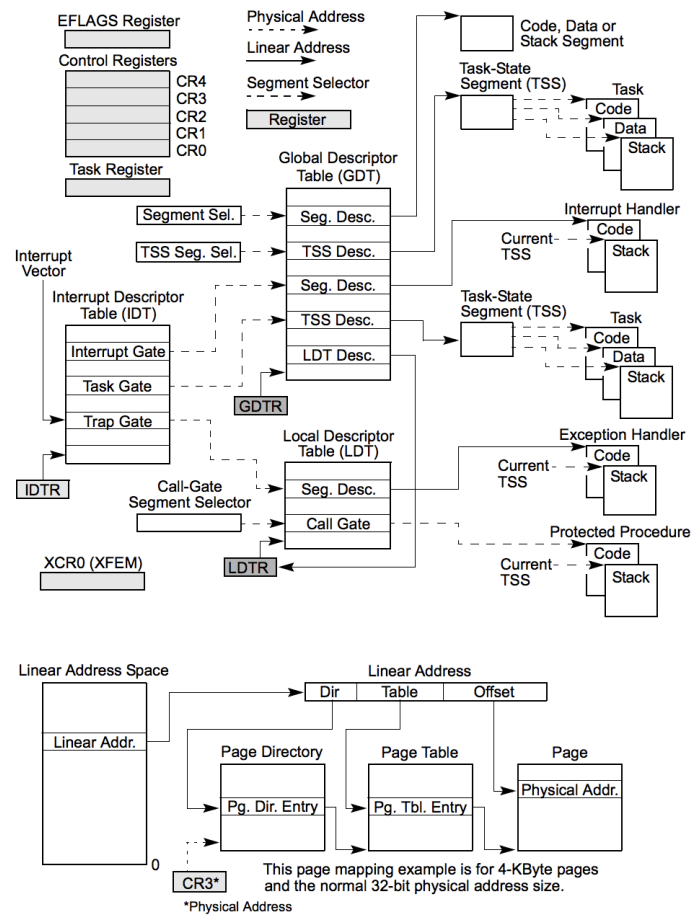 EFLAGS Register
Control Registers
CR4
CR3
CR2
CR1
CR0
Task Register
Physical Address
Linear Address
Segment Selector
Register
Code, Data or
Stack Segment
Task-State
Segment (TSS)
Task
Code
Data
Stack
Global Descriptor
Table (GDT)
Segment Sel.
Seg. Desc.
TSS Seg. Sel.
TSS Desc.
Seg. Desc.
TSS Desc.
LDT Desc.
GDTR
Interrupt Handler
Code
Stack
Current
TSS
Interrupt
Vector
Interrupt Descriptor
Table (IDT)
Interrupt Gate
Task Gate
Trap Gate
IDTR
Task-State
Segment (TSS)
Task
Code
Data
Stack
Local Descriptor
Table (LDT)
Seg. Desc.
Call-Gate
Segment Selector
Call Gate
LDTR
Exception Handler
Code
Stack
Current
TSS
Protected Procedure
Code
Stack
Current
TSS
XCR0 (XFEM)
Linear Address Space
Linear Addr.
0
Linear Address
Dir
Table
Offset
Page Directory
Pg. Dir. Entry
Page Table
Pg. Tbl. Entry
Page
Physical Addr.
CR3*
*Physical Address
This page mapping example is for 4-KByte pages
and the normal 32-bit physical address size.